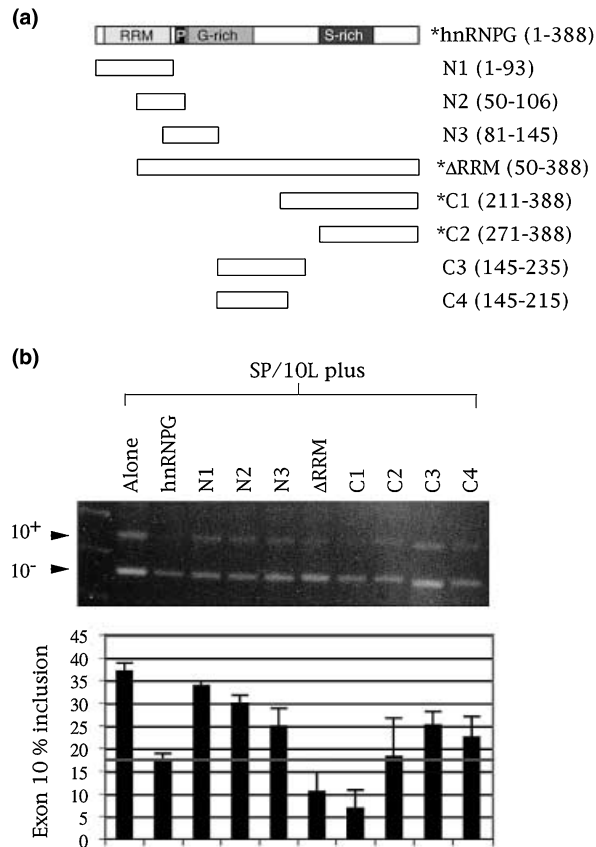 (a)
RRM P G-rich S-rich *hnRNPG (1-388)
N1 (1-93)
N2 (50-106)
N3 (81-145)
*ΔRRM (50-388)
*C1 (211-388)
*C2 (271-388)
C3 (145-235)
C4 (145-215)
(b)
SP/10L plus
Alone hnRNPG N1 N2 N3 ΔRRM C1 C2 C3 C4
10+
10-
45
40
35
30
25
20
15
10
5
0
Exon 10 % inclusion